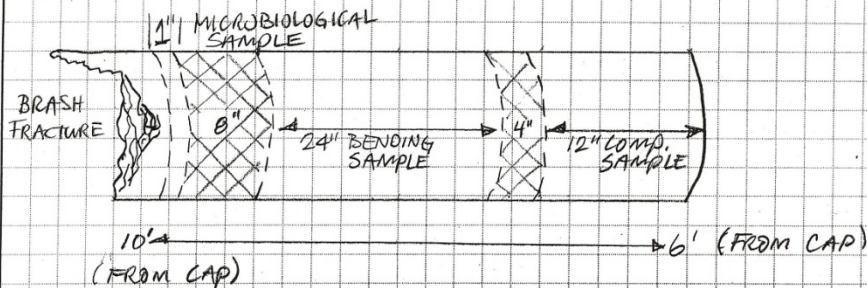 1" MICROBIOLOGICAL
SAMPLE
BRASH
FRACTURE
8"
24" BENDING
SAMPLE
4"
12" COMP.
SAMPLE
10'
(FROM CAP)
6' (FROM CAP)